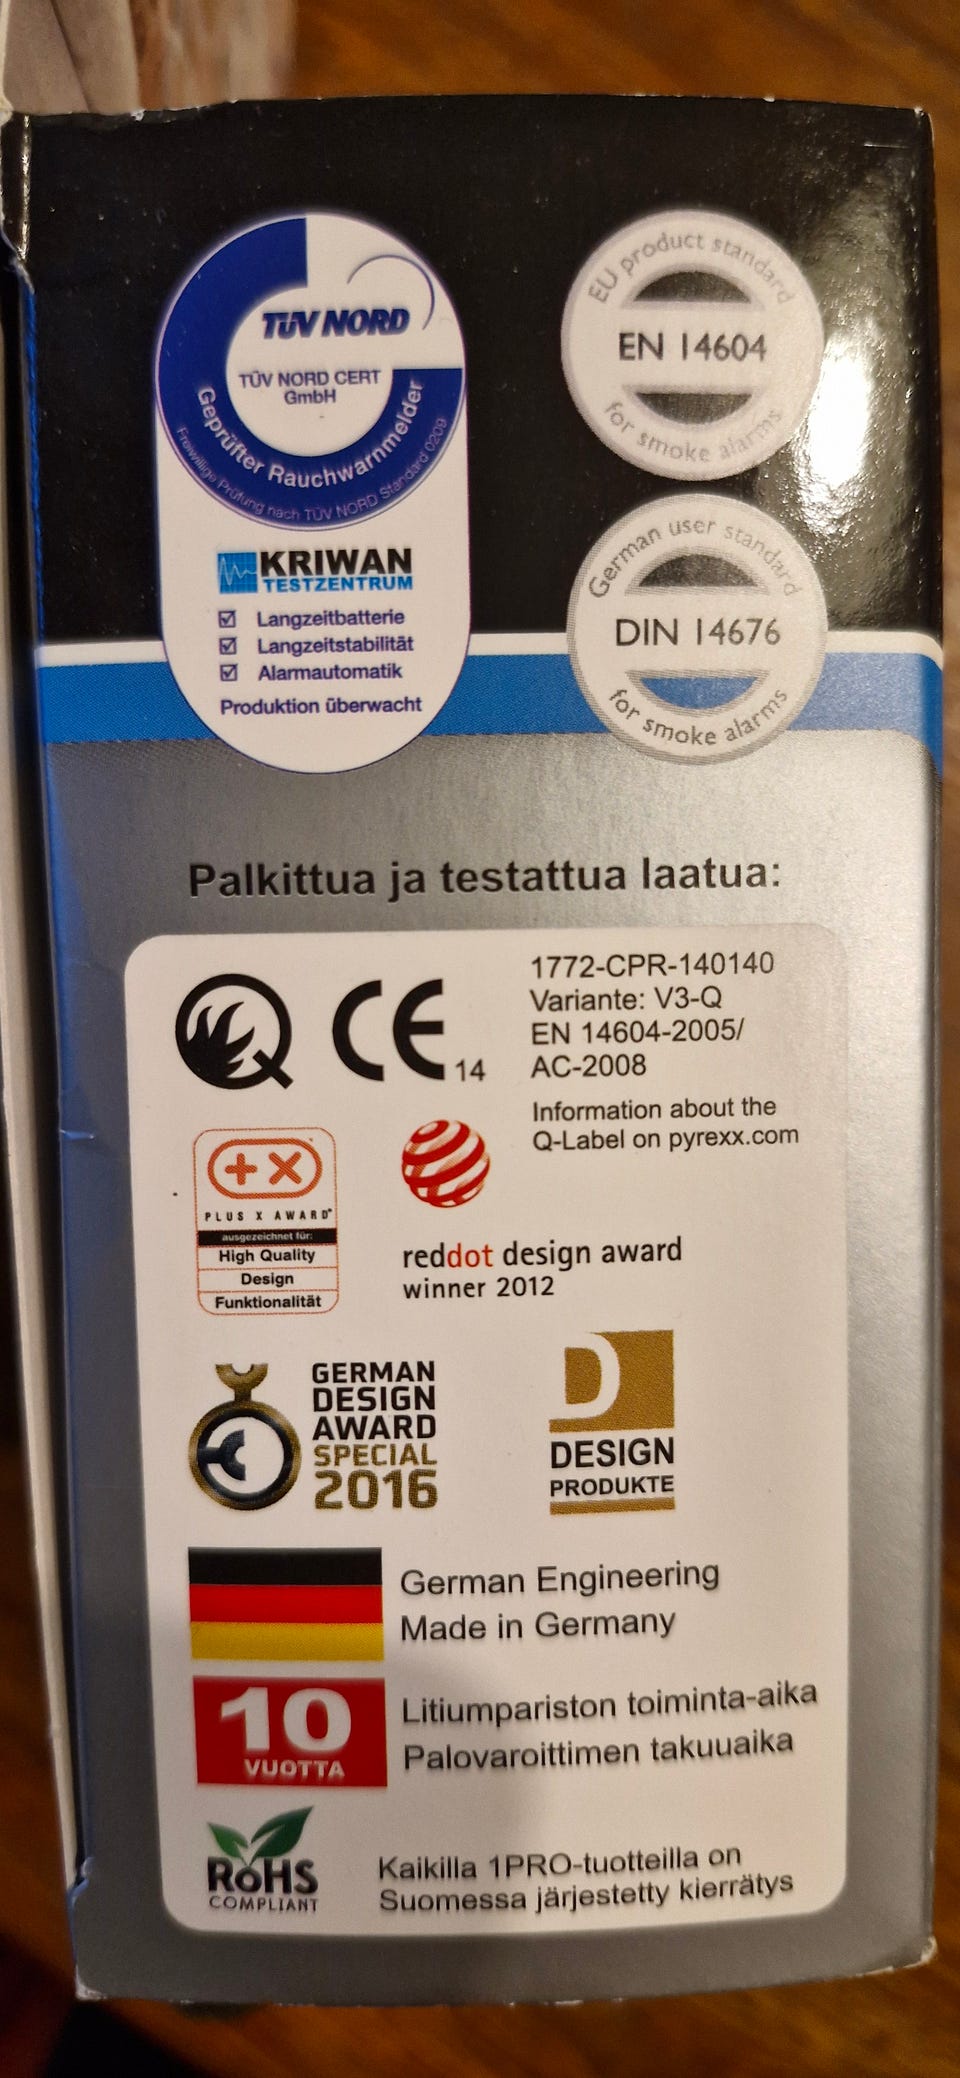 TÜV NORD
TÜV NORD CERT
GmbH
Geprüfter Rauchwarnmelder
Freiwillige Prüfung nach TÜV NORD Standard 0209
KRIWAN
TESTZENTRUM
Langzeitbatterie
Langzeitstabilität
Alarmautomatik
Produktion überwacht
EU product standard
EN 14604
for smoke alarms
German user standard
DIN 14676
for smoke alarms
Palkittua ja testattua laatua:
CE 14
1772-CPR-140140
Variante: V3-Q
EN 14604-2005/
AC-2008
Information about the
Q-Label on pyrexx.com
+ X
PLUS X AWARD
ausgezeichnet für:
High Quality
Design
Funktionalität
reddot design award
winner 2012
GERMAN
DESIGN
AWARD
SPECIAL
2016
D
DESIGN
PRODUKTE
German Engineering
Made in Germany
10
VUOTTA
Litiumpariston toiminta-aika
Palovaroittimen takuuaika
RoHS
COMPLIANT
Kaikilla 1PRO-tuotteilla on
Suomessa järjestetty kierrätys